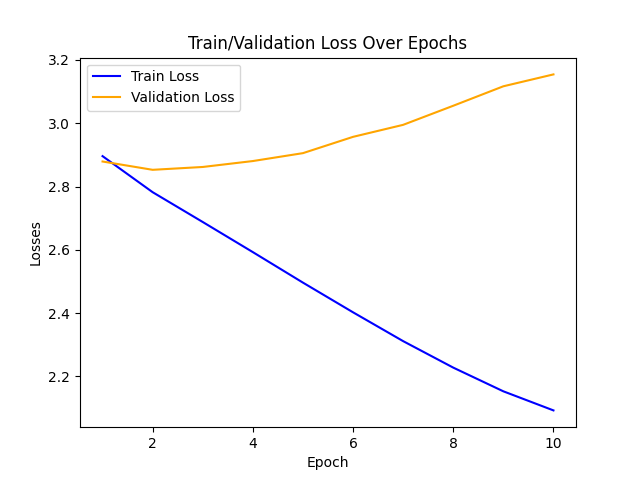 Train/Validation Loss Over Epochs
Train Loss
Validation Loss
3.2
3.0
2.8
2.6
2.4
2.2
Losses
2 4 6 8 10
Epoch